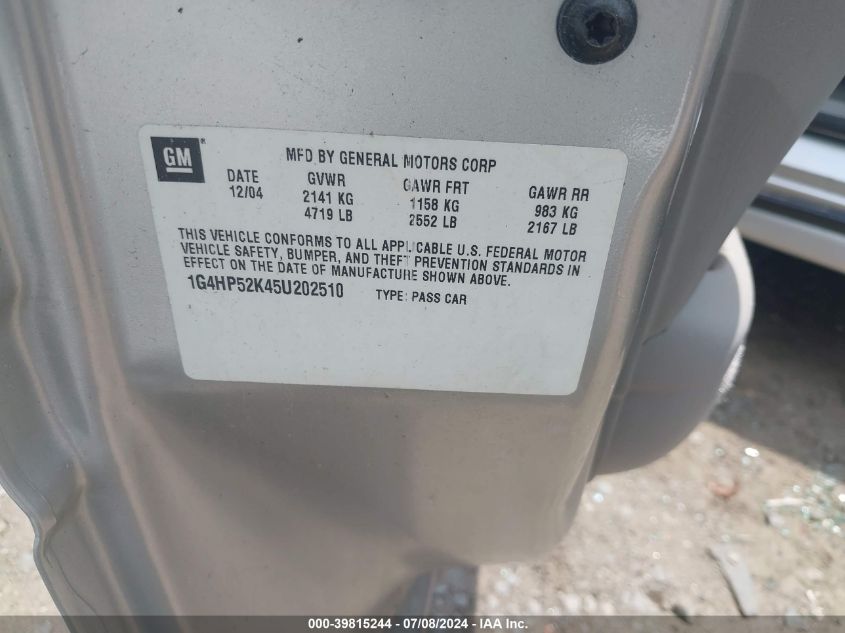 GM
MFD BY GENERAL MOTORS CORP
DATE GVWR GAWR FRT GAWR RR
12/04 2141 KG 1158 KG 983 KG
4719 LB 2552 LB 2167 LB
THIS VEHICLE CONFORMS TO ALL APPLICABLE U.S. FEDERAL MOTOR
VEHICLE SAFETY, BUMPER, AND THEFT PREVENTION STANDARDS IN
EFFECT ON THE DATE OF MANUFACTURE SHOWN ABOVE.
1G4HP52K45U202510 TYPE: PASS CAR
000-39815244 - 07/08/2024 - IAA Inc.